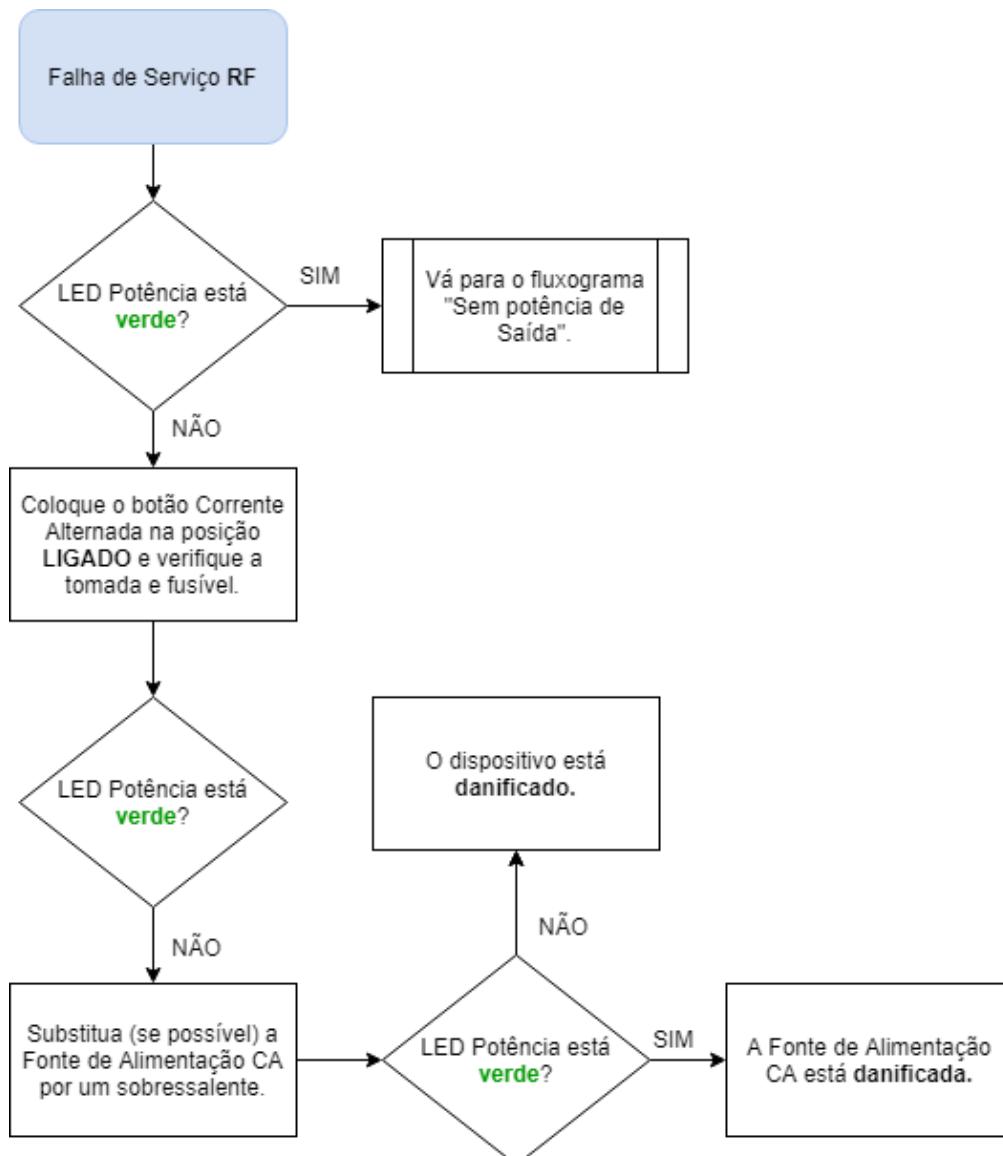 Falha de Serviço RF
LED Potência está
verde?
SIM
Vá para o fluxograma
"Sem potência de
Saída".
NÃO
Coloque o botão Corrente
Alternada na posição
LIGADO e verifique a
tomada e fusível.
LED Potência está
verde?
NÃO
Substitua (se possível) a
Fonte de Alimentação CA
por um sobressalente.
LED Potência está
verde?
NÃO
O dispositivo está
danificado.
SIM
A Fonte de Alimentação
CA está danificada.